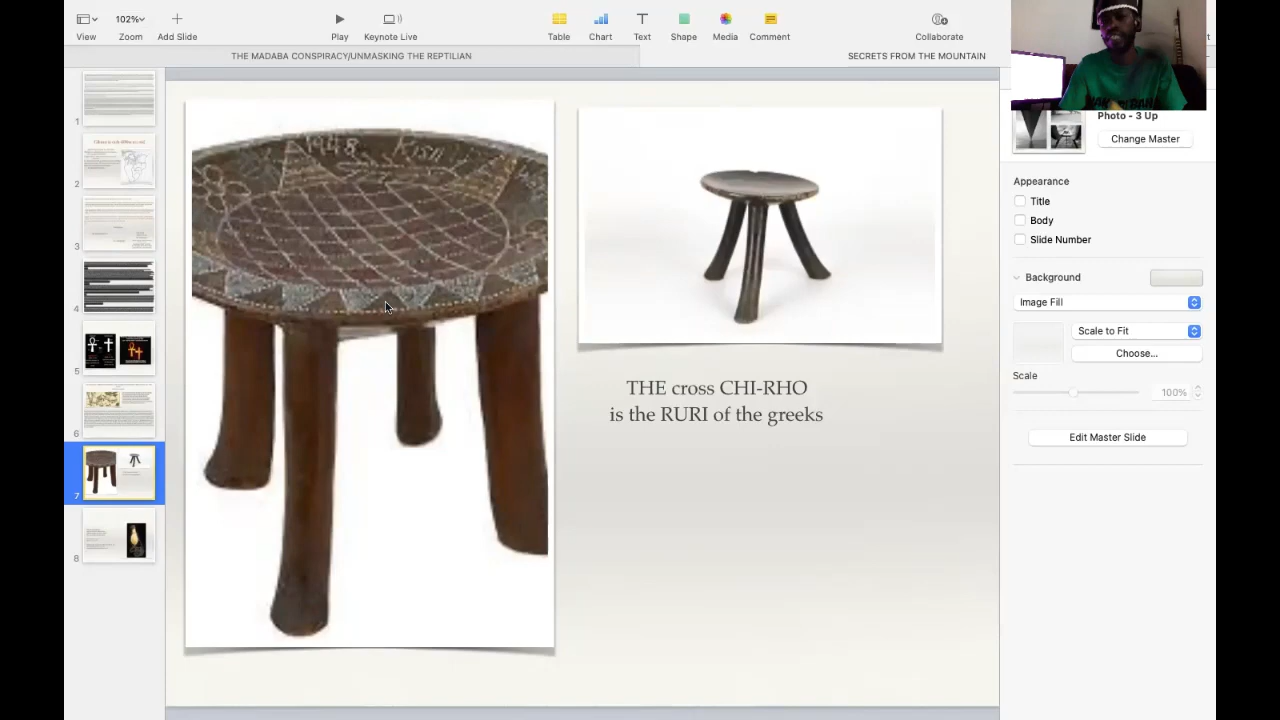 102%
View
Zoom
Add Slide
Play
Keynote Live
Table
Chart
Text
Shape
Media
Comment
Collaborate
THE MADABA CONSPIRACY/UNMASKING THE REPTILIAN
SECRETS FROM THE MOUNTAIN
1
2
3
4
5
6
7
8
1948
THE cross CHI-RHO
is the RURI of the greeks
Photo - 3 Up
Change Master
Appearance
Title
Body
Slide Number
Background
Image Fill
Scale to Fit
Choose...
Scale
100%
Edit Master Slide